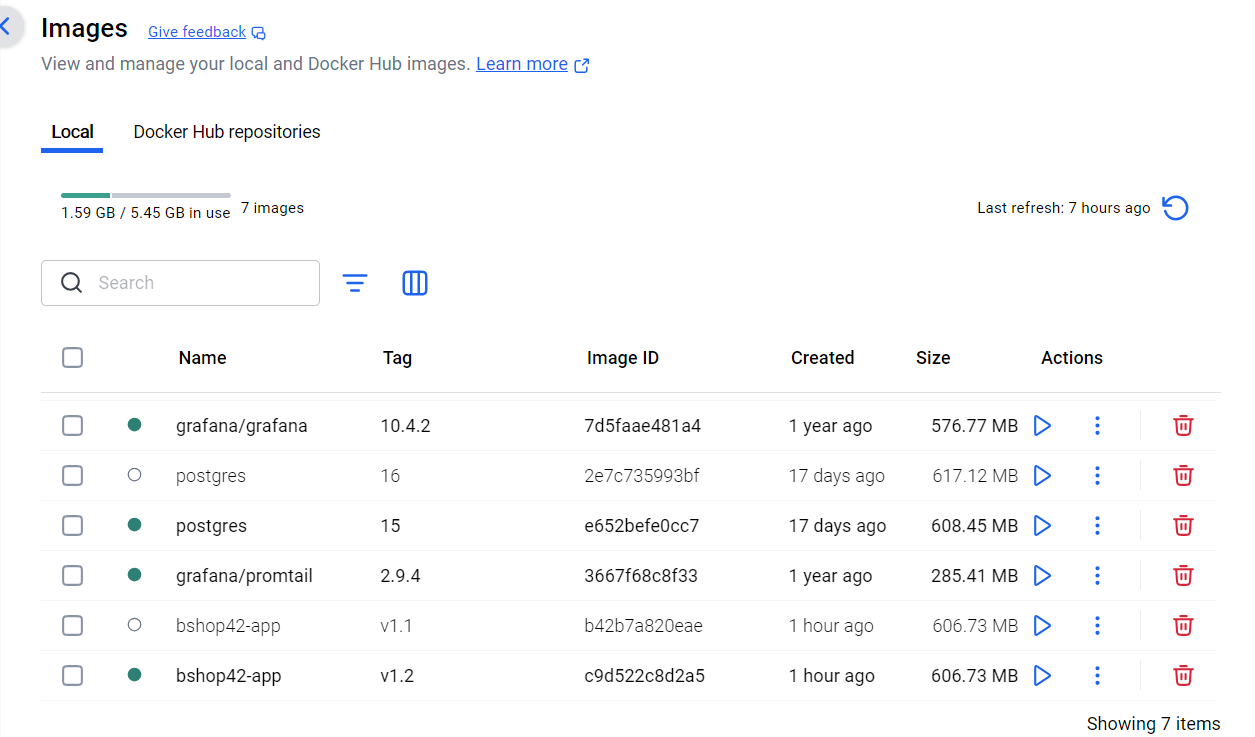 Images Give feedback
View and manage your local and Docker Hub images. Learn more
Local Docker Hub repositories
1.59 GB / 5.45 GB in use 7 images Last refresh: 7 hours ago
Search
Name Tag Image ID Created Size Actions
grafana/grafana 10.4.2 7d5faae481a4 1 year ago 576.77 MB
postgres 16 2e7c735993bf 17 days ago 617.12 MB
postgres 15 e652befe0cc7 17 days ago 608.45 MB
grafana/promtail 2.9.4 3667f68c8f33 1 year ago 285.41 MB
bshop42-app v1.1 b42b7a820eae 1 hour ago 606.73 MB
bshop42-app v1.2 c9d522c8d2a5 1 hour ago 606.73 MB
Showing 7 items